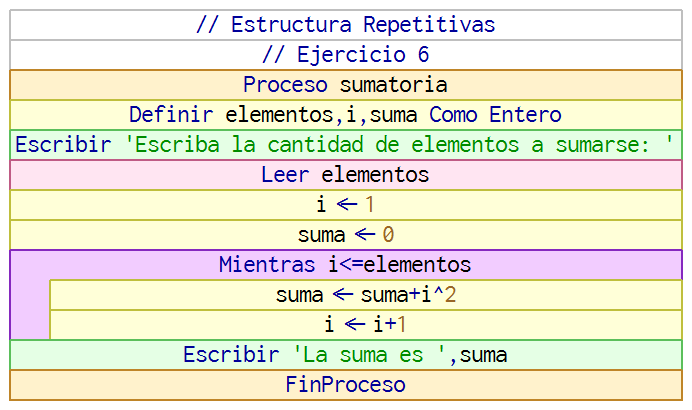 // Estructura Repetitivas
// Ejercicio 6
Proceso sumatoria
Definir elementos,i,suma Como Entero
Escribir 'Escriba la cantidad de elementos a sumarse: '
Leer elementos
i ← 1
suma ← 0
Mientras i<=elementos
suma ← suma+i^2
i ← i+1
Escribir 'La suma es ',suma
FinProceso